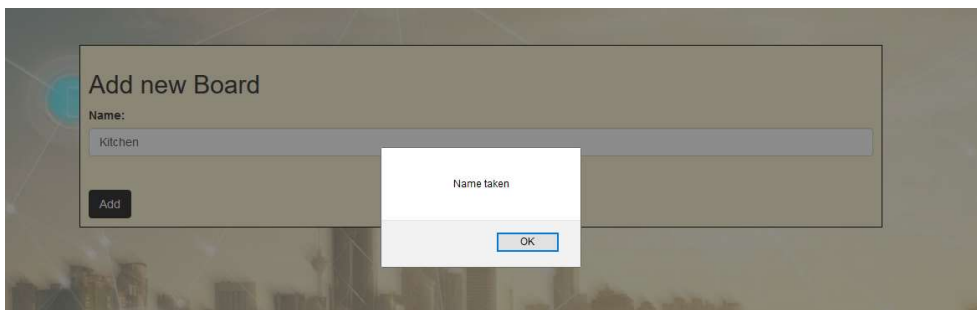 Add new Board
Name:
Kitchen
Name taken
Add
OK